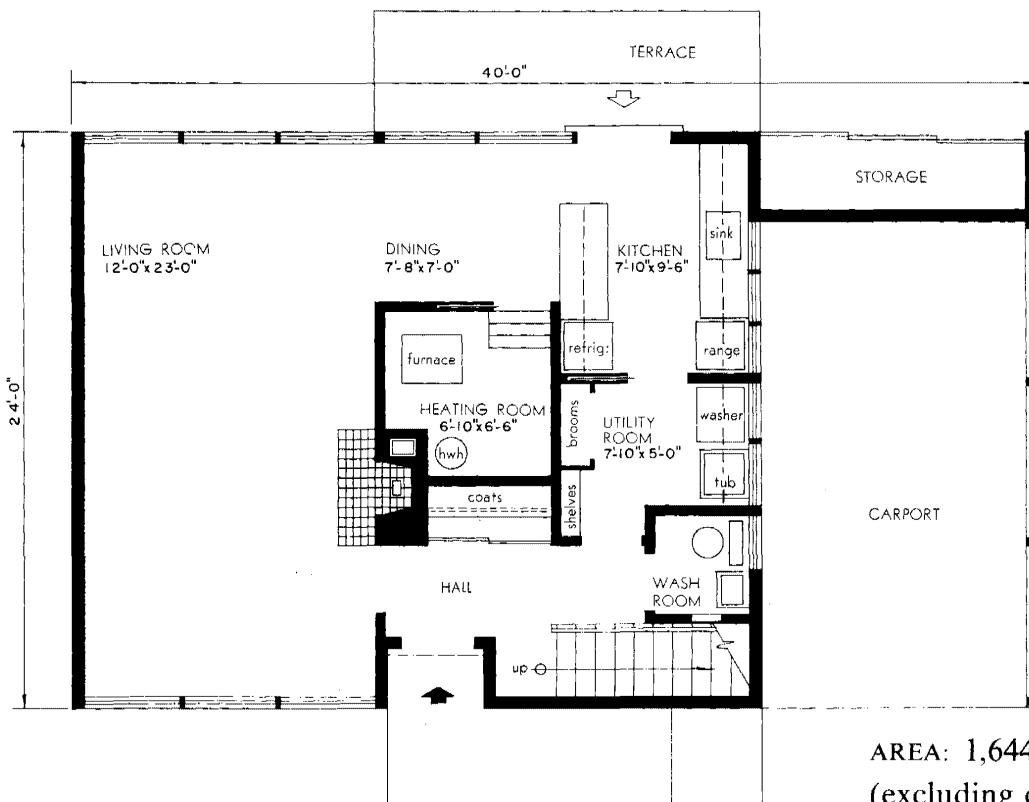 TERRACE
40'-0"
STORAGE
sink
LIVING ROOM
12'-0"x23'-0"
DINING
7'-8"x7'-0"
KITCHEN
7'-10"x9'-6"
refrig:
range
furnace
24'-0"
HEATING ROOM
6'-10"x6'-6"
brooms
UTILITY
ROOM
7'-10"x5'-0"
washer
hwh
tub
coats
shelves
CARPORT
HALL
WASH
ROOM
up
AREA: 1,644
(excluding